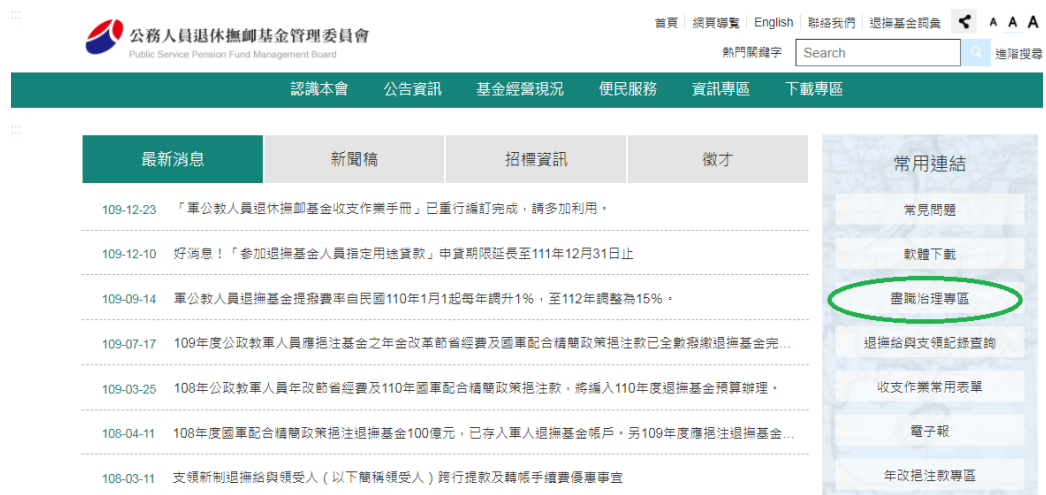 首頁 網頁導覽 English 聯絡我們 退撫基金詞彙 A A A
公務人員退休撫卹基金管理委員會
Public Service Pension Fund Management Board
熱門關鍵字 Search 進階搜尋
認識本會 公告資訊 基金經營現況 便民服務 資訊專區 下載專區
最新消息 新聞稿 招標資訊 徵才
109-12-23 「軍公教人員退休撫卹基金收支作業手冊」已重行編訂完成，請多加利用。
109-12-10 好消息！「參加退撫基金人員指定用途貸款」申貸期限延長至111年12月31日止
109-09-14 軍公教人員退撫基金提撥費率自民國110年1月1起每年調升1%，至112年調整為15%。
109-07-17 109年度公政教軍人員應挹注基金之年金改革節省經費及國軍配合精簡政策挹注款已全數撥繳退撫基金完...
109-03-25 108年公政教軍人員年改節省經費及110年國軍配合精簡政策挹注款，將編入110年度退撫基金預算辦理。
108-04-11 108年度國軍配合精簡政策挹注退撫基金100億元，已存入軍人退撫基金帳戶。另109年度應挹注退撫基金...
108-03-11 支領新制退撫給與領受人（以下簡稱領受人）跨行提款及轉帳手續費優惠事宜
常用連結
常見問題
軟體下載
盡職治理專區
退撫給與支領記錄查詢
收支作業常用表單
電子報
年改挹注款專區